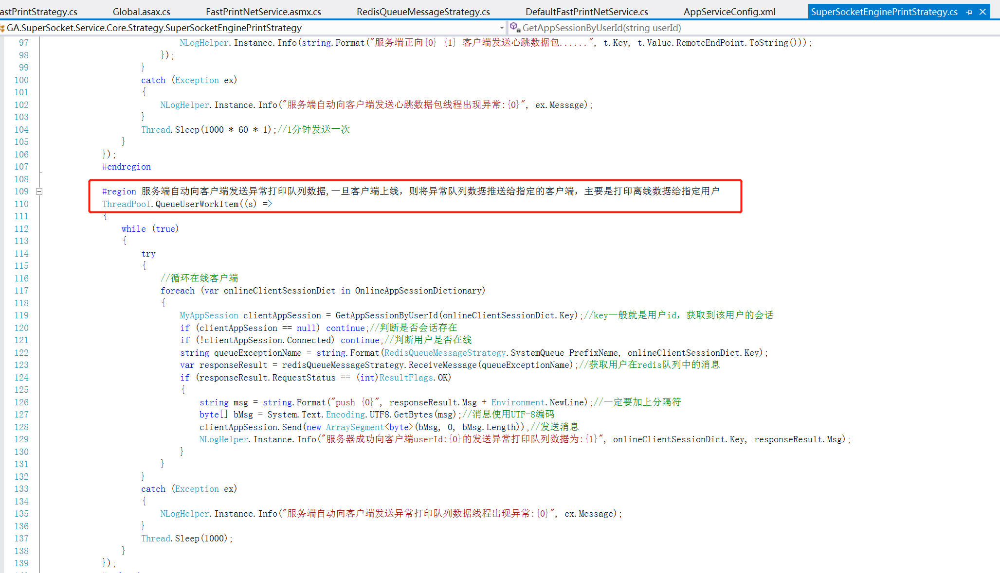 astPrintStrategy.cs Global.asax.cs FastPrintNetService.asmx.cs RedisQueueMessageStrategy.cs DefaultFastPrintNetService.cs AppServiceConfig.xml SuperSocketEnginePrintStrategy.cs
GA.SuperSocket.Service.Core.Strategy.SuperSocketEnginePrintStrategy GetAppSessionByUserId(string userId)
97 NLogHelper.Instance.Info(string.Format("服务端正向{0} {1} 客户端发送心跳数据包......", t.Key, t.Value.RemoteEndPoint.ToString()));
98 });
99 }
100 catch (Exception ex)
101 {
102 NLogHelper.Instance.Info("服务端自动向客户端发送心跳数据包线程出现异常:{0}", ex.Message);
103 }
104 Thread.Sleep(1000 * 60 * 1);//1分钟发送一次
105 }
106 });
107 #endregion
108
109 #region 服务端自动向客户端发送异常打印队列数据,一旦客户端上线，则将异常队列数据推送给指定的客户端，主要是打印离线数据给指定用户
110 ThreadPool.QueueUserWorkItem((s) =>
111 {
112 while (true)
113 {
114 try
115 {
116 //循环在线客户端
117 foreach (var onlineClientSessionDict in OnlineAppSessionDictionary)
118 {
119 MyAppSession clientAppSession = GetAppSessionByUserId(onlineClientSessionDict.Key);//key一般就是用户id，获取到该用户的会话
120 if (clientAppSession == null) continue;//判断是否会话存在
121 if (!clientAppSession.Connected) continue;//判断用户是否在线
122 string queueExceptionName = string.Format(RedisQueueMessageStrategy.SystemQueue_PrefixName, onlineClientSessionDict.Key);
123 var responseResult = redisQueueMessageStrategy.ReceiveMessage(queueExceptionName);//获取用户在redis队列中的消息
124 if (responseResult.RequestStatus == (int)ResultFlags.OK)
125 {
126 string msg = string.Format("push {0}", responseResult.Msg + Environment.NewLine);//一定要加上分隔符
127 byte[] bMsg = System.Text.Encoding.UTF8.GetBytes(msg);//消息使用UTF-8编码
128 clientAppSession.Send(new ArraySegment<byte>(bMsg, 0, bMsg.Length));//发送消息
129 NLogHelper.Instance.Info("服务器成功向客户端userId:{0}的发送异常打印队列数据为:{1}", onlineClientSessionDict.Key, responseResult.Msg);
130 }
131 }
132 }
133 catch (Exception ex)
134 {
135 NLogHelper.Instance.Info("服务端自动向客户端发送异常打印队列数据线程出现异常:{0}", ex.Message);
136 }
137 Thread.Sleep(1000);
138 }
139 });